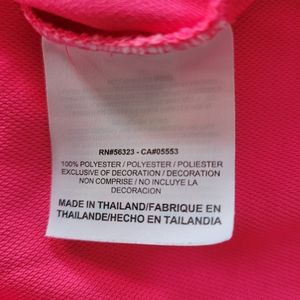 RN#56323 - CA#05553
100% POLYESTER / POLYESTER / POLIESTER
EXCLUSIVE OF DECORATION / DECORATION
NON COMPRISE / NO INCLUYE LA
DECORACION
MADE IN THAILAND/FABRIQUE EN
THAILANDE/HECHO EN TAILANDIA